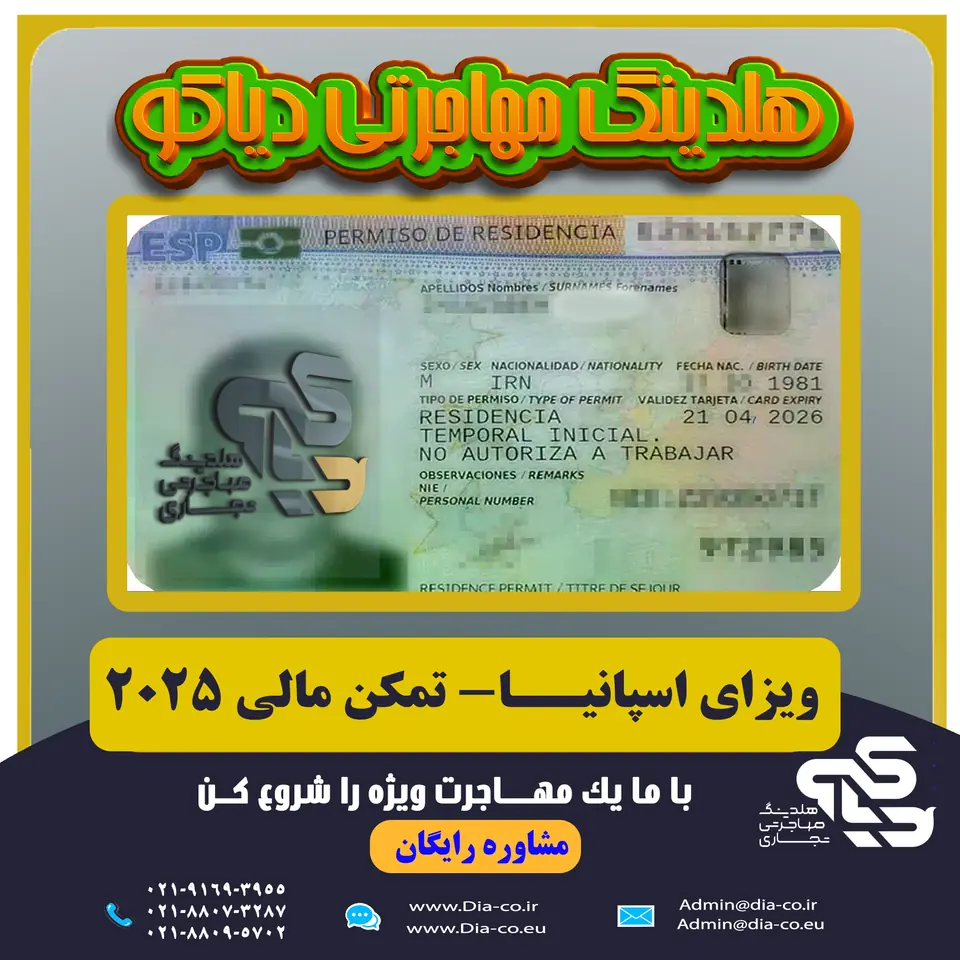 هلدینگ مهاجرتی دیاکو
ESP
PERMISO DE RESIDENCIA
APELLIDOS Nombres / SURNAMES Forenames
SEXO / SEX NACIONALIDAD / NATIONALITY FECHA NAC. / BIRTH DATE
M IRN 1981
TIPO DE PERMISO / TYPE OF PERMIT VALIDEZ TARJETA / CARD EXPIRY
RESIDENCIA 21 04 2026
TEMPORAL INICIAL.
NO AUTORIZA A TRABAJAR
OBSERVACIONES / REMARKS
NIE /
PERSONAL NUMBER
RESIDENCE PERMIT / TITRE DE SEJOUR
هلدینگ
مهاجرتی
تجاری
ویزای اسپانیا - تمکن مالی ۲۰۲۵
با ما یك مهاجرت ویژه را شروع کن
مشاوره رایگان
هلدینگ
مهاجرتی
تجاری
۰۲۱-۹۱۶۹-۳۹۵۵
۰۲۱-۸۸۰۷-۳۲۸۷
۰۲۱-۸۸۰۹-۵۷۰۲
www.Dia-co.ir
www.Dia-co.eu
Admin@dia-co.ir
Admin@dia-co.eu